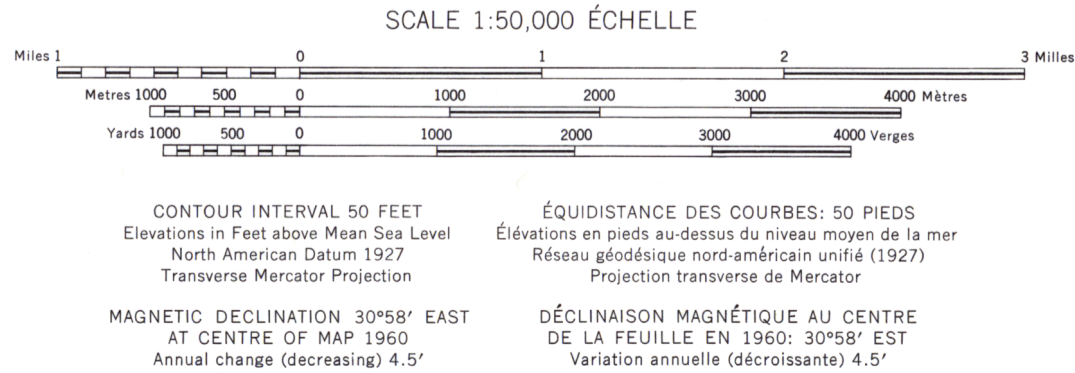 SCALE 1:50,000 ÉCHELLE
Miles 1 0 1 2 3 Milles
Metres 1000 500 0 1000 2000 3000 4000 Mètres
Yards 1000 500 0 1000 2000 3000 4000 Verges
CONTOUR INTERVAL 50 FEET
Elevations in Feet above Mean Sea Level
North American Datum 1927
Transverse Mercator Projection
ÉQUIDISTANCE DES COURBES: 50 PIEDS
Élévations en pieds au-dessus du niveau moyen de la mer
Réseau géodésique nord-américain unifié (1927)
Projection transverse de Mercator
MAGNETIC DECLINATION 30°58′ EAST
AT CENTRE OF MAP 1960
Annual change (decreasing) 4.5′
DÉCLINAISON MAGNÉTIQUE AU CENTRE
DE LA FEUILLE EN 1960: 30°58′ EST
Variation annuelle (décroissante) 4.5′